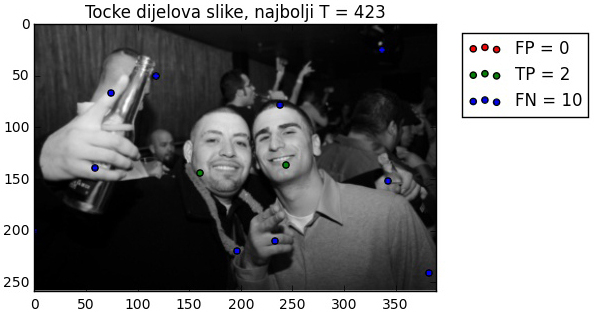 Tocke dijelova slike, najbolji T = 423
0
50
100
150
200
250
0 50 100 150 200 250 300 350
FP = 0
TP = 2
FN = 10